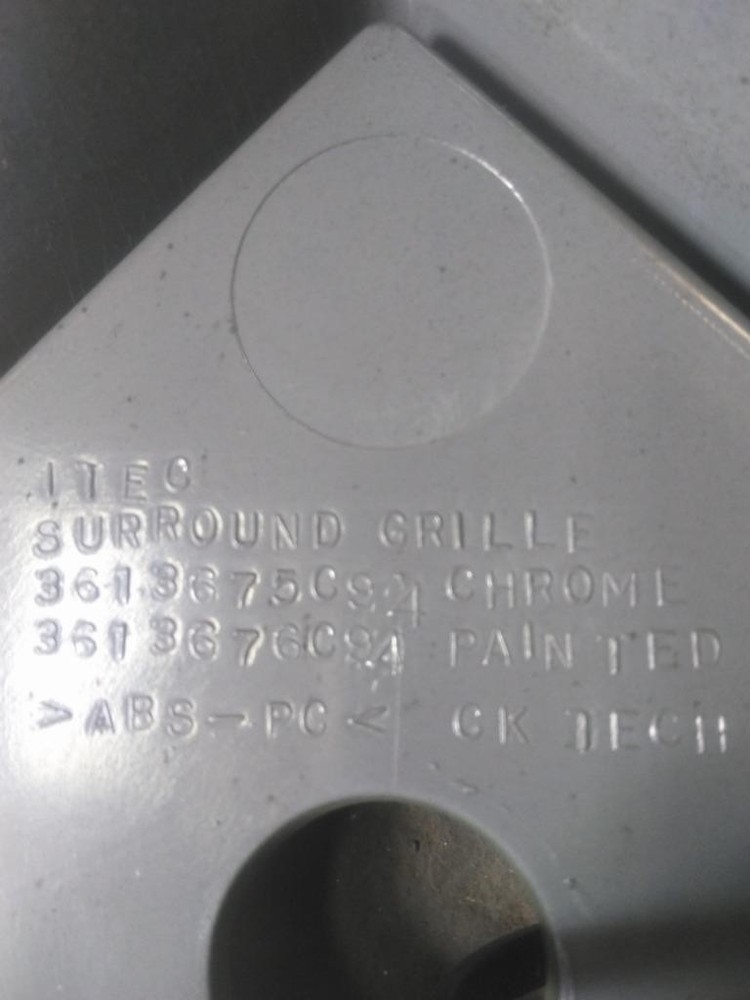 ITEC
SURROUND GRILLE
3613675C94 CHROME
3613676C94 PAINTED
>ABS-PC< CK TECH